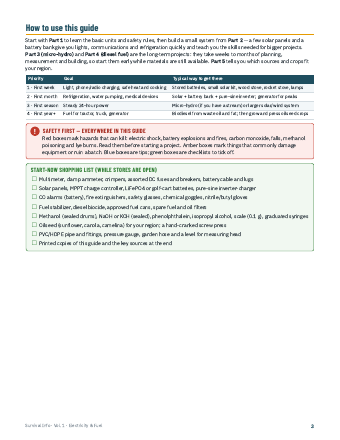 How to use this guide
Start with Part 1 to learn the basic units and safety rules, then build a small system from Part 2 — a few solar panels and a
battery bank give you lights, communications and refrigeration quickly and teach you the skills needed for bigger projects.
Part 3 (micro-hydro) and Part 4 (diesel fuel) are the long-term projects: they take weeks to months of planning,
measurement and building, so start them early while materials are still available. Part 5 tells you which sources and crops fit
your region.
Priority Goal Typical way to get there
1 · First week Light, phone/radio charging, safe heat and cooking Stored batteries, small solar kit, wood stove, rocket stove, lamps
2 · First month Refrigeration, water pumping, medical devices Solar + battery bank + pure-sine inverter; generator for peaks
3 · First season Steady 24-hour power Micro-hydro (if you have a stream) or larger solar/wind system
4 · First year+ Fuel for tractor, truck, generator Biodiesel from waste oil and fat; then grow and press oilseed crops
SAFETY FIRST — EVERYWHERE IN THIS GUIDE
Red boxes mark hazards that can kill: electric shock, battery explosions and fires, carbon monoxide, falls, methanol
poisoning and lye burns. Read them before starting a project. Amber boxes mark things that commonly damage
equipment or ruin a batch. Blue boxes are tips; green boxes are checklists to tick off.
START-NOW SHOPPING LIST (WHILE STORES ARE OPEN)
Multimeter, clamp ammeter, crimpers, assorted DC fuses and breakers, battery cable and lugs
Solar panels, MPPT charge controller, LiFePO4 or golf-cart batteries, pure-sine inverter-charger
CO alarms (battery), fire extinguishers, safety glasses, chemical goggles, nitrile/butyl gloves
Fuel stabilizer, diesel biocide, approved fuel cans, spare fuel and oil filters
Methanol (sealed drums), NaOH or KOH (sealed), phenolphthalein, isopropyl alcohol, scale (0.1 g), graduated syringes
Oilseed (sunflower, canola, camelina) for your region; a hand-cranked screw press
PVC/HDPE pipe and fittings, pressure gauge, garden hose and a level for measuring head
Printed copies of this guide and the key sources at the end
3